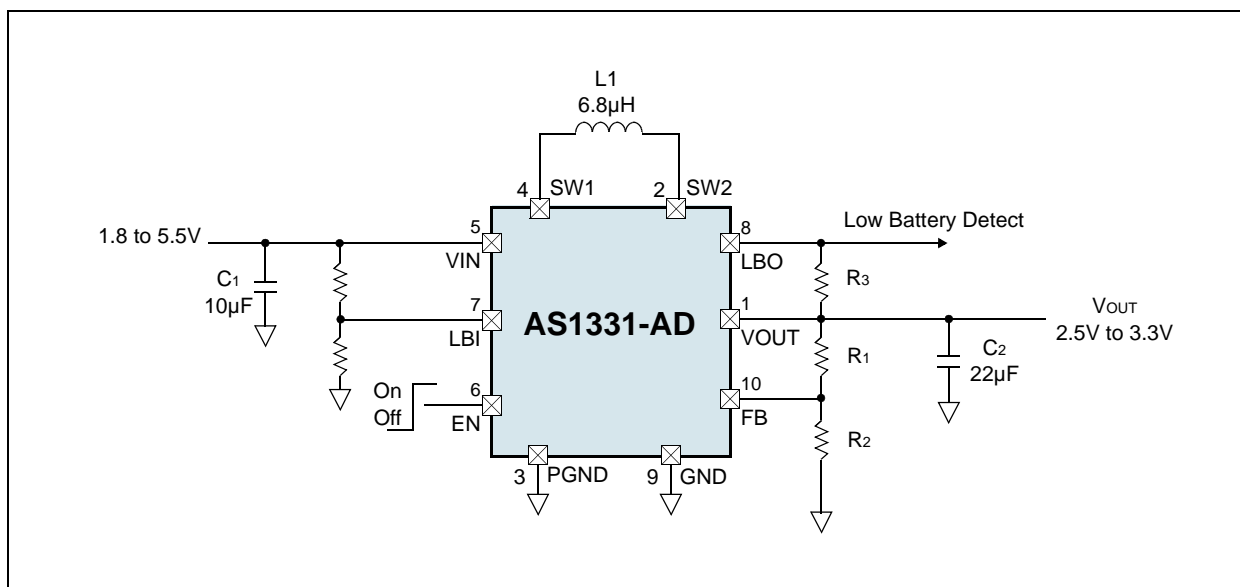 L1
6.8µH
4
SW1
2
SW2
1.8 to 5.5V
5
VIN
8
LBO
Low Battery Detect
C1
10µF
R3
7
LBI
AS1331-AD
1
VOUT
VOUT
2.5V to 3.3V
R1
C2
22µF
On
Off
6
EN
10
FB
R2
3
PGND
9
GND